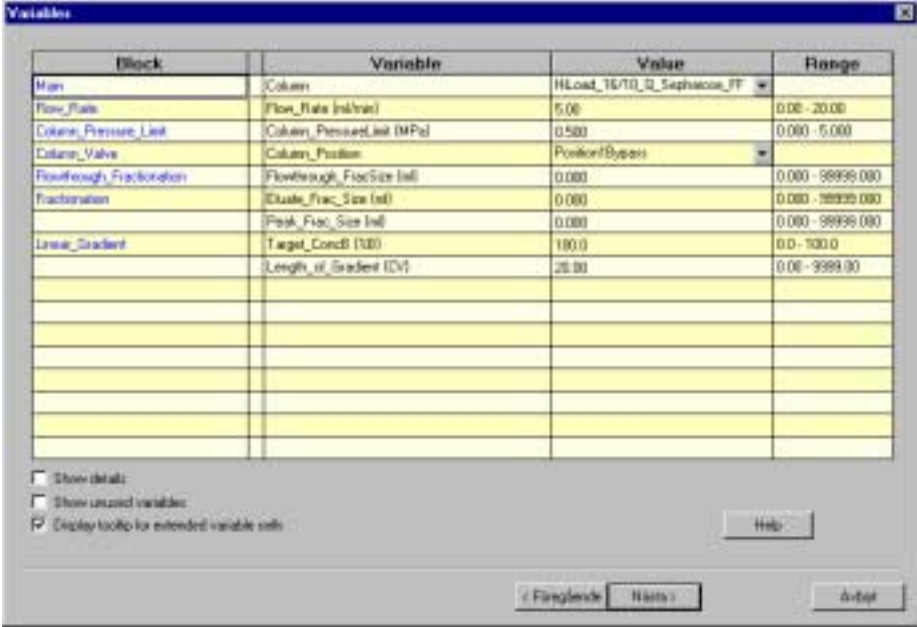 Variables
Block Variable Value Range
Main Column HiLoad_16/10_Q_Sepharose_FF
Flow_Rate Flow_Rate {ml/min} 5.00 0.00 - 20.00
Column_Pressure_Limit Column_PressureLimit {MPa} 0.500 0.000 - 5.000
Column_Valve Column_Position Position1Bypass
Flowthrough_Fractionation Flowthrough_FracSize {ml} 0.000 0.000 - 99999.000
Fractionation Eluate_Frac_Size {ml} 0.000 0.000 - 99999.000
Peak_Frac_Size {ml} 0.000 0.000 - 99999.000
Linear_Gradient Target_ConcB {%B} 100.0 0.0 - 100.0
Length_of_Gradient {CV} 20.00 0.00 - 9999.00
Show details
Show unused variables
Display tooltip for extended variable cells
Help
< Föregående Nästa > Avbryt